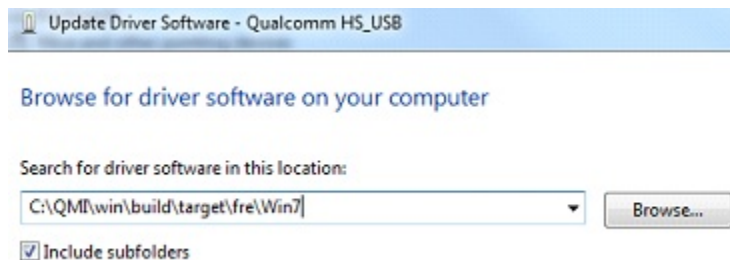 Update Driver Software - Qualcomm HS_USB
Browse for driver software on your computer
Search for driver software in this location:
C:\QMI\win\build\target\fre\Win7
Browse...
Include subfolders